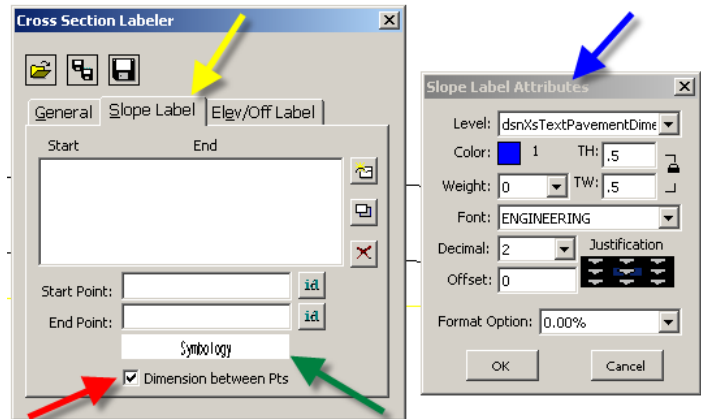 Cross Section Labeler
General Slope Label Elev/Off Label
Start End
Start Point: id
End Point: id
Symbology
Dimension between Pts
Slope Label Attributes
Level: dsnXsTextPavementDime
Color: 1 TH: .5
Weight: 0 TW: .5
Font: ENGINEERING
Decimal: 2 Justification
Offset: 0
Format Option: 0.00%
OK Cancel